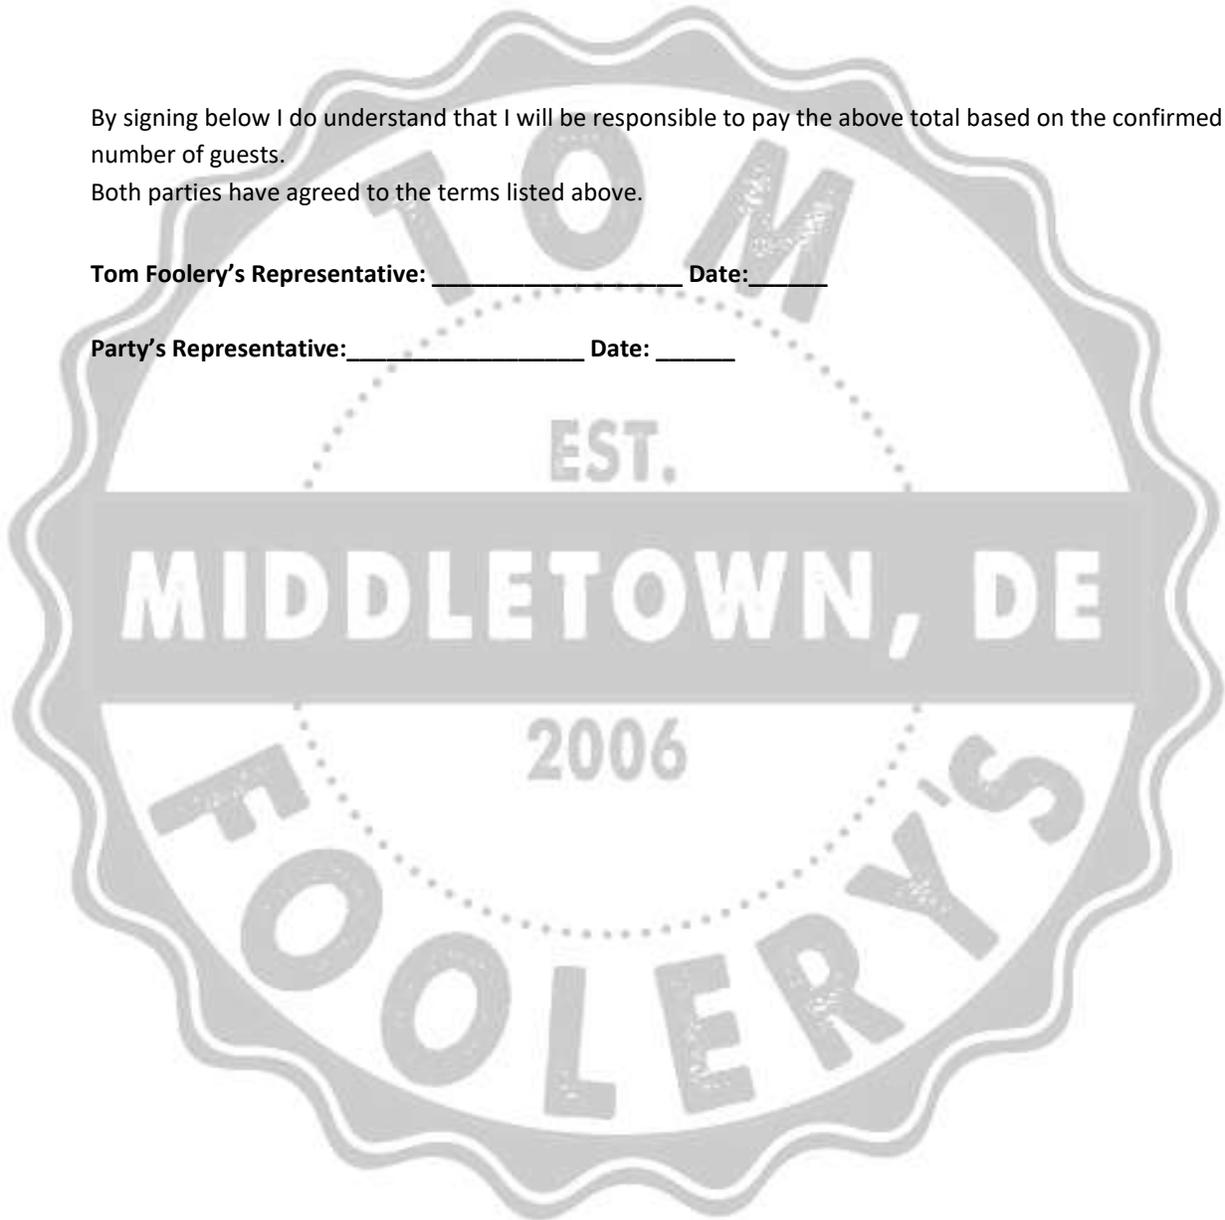 By signing below I do understand that I will be responsible to pay the above total based on the confirmed
number of guests.
Both parties have agreed to the terms listed above.
Tom Foolery’s Representative: ___________________ Date:______
Party’s Representative:__________________ Date: ______
TOM
EST.
MIDDLETOWN, DE
2006
FOOLERY'S